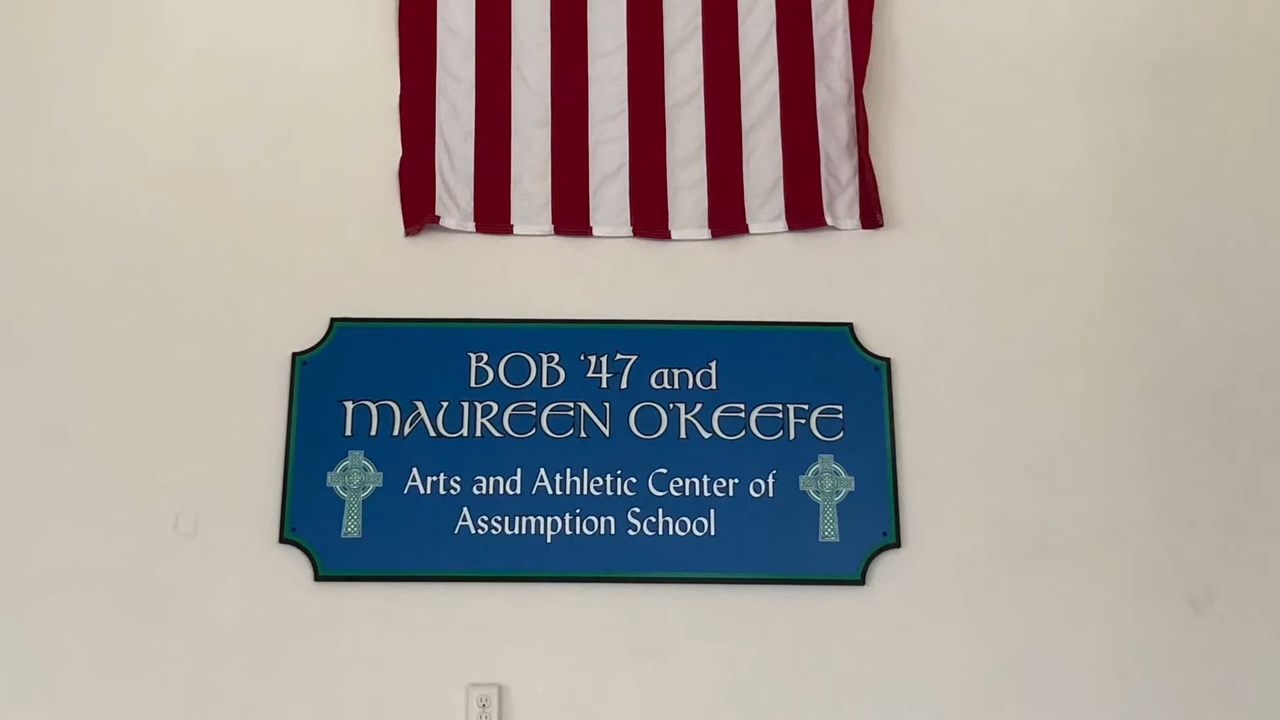 BOB '47 and
MAUREEN O'KEEFE
Arts and Athletic Center of
Assumption School